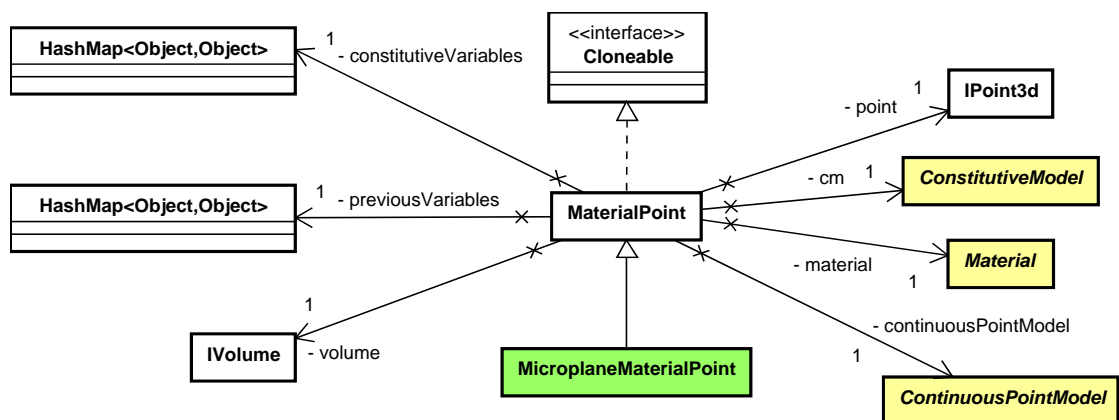 HashMap<Object,Object>
1
- constitutiveVariables
<<interface>>
Cloneable
1
- point
IPoint3d
- cm
1
ConstitutiveModel
HashMap<Object,Object>
1
- previousVariables
MaterialPoint
- material
1
Material
1
IVolume
- volume
- continuousPointModel
1
MicroplaneMaterialPoint
ContinuousPointModel